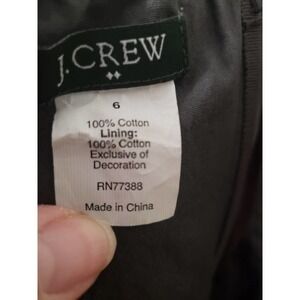 J.CREW
6
100% Cotton
Lining:
100% Cotton
Exclusive of
Decoration
RN77388
Made in China